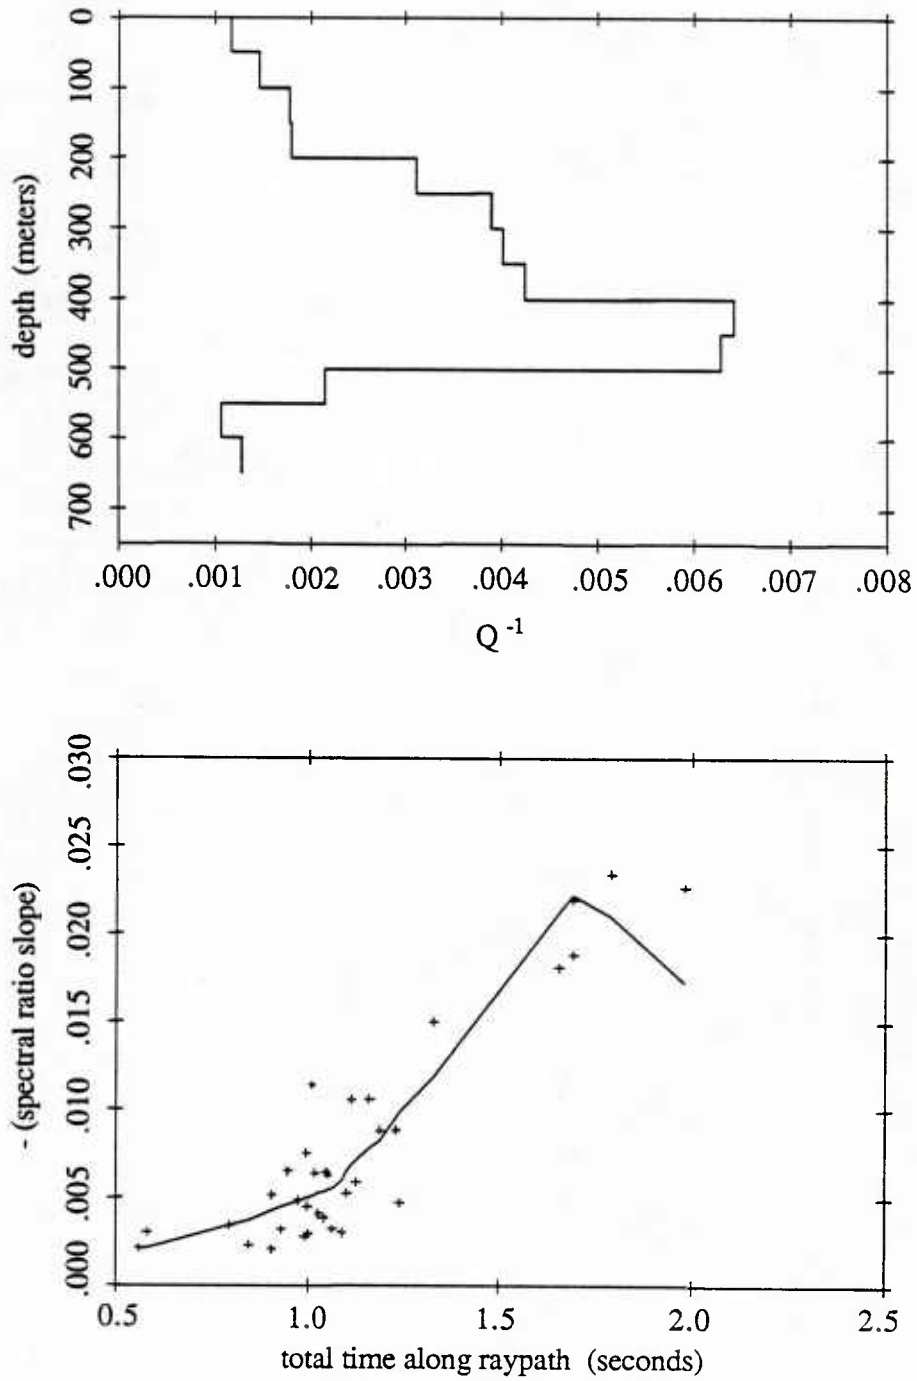 0
100
200
300
400
500
600
700
depth (meters)
.000 .001 .002 .003 .004 .005 .006 .007 .008
Q -1
.030
.025
.020
.015
.010
.005
.000
- (spectral ratio slope)
0.5 1.0 1.5 2.0 2.5
total time along raypath (seconds)